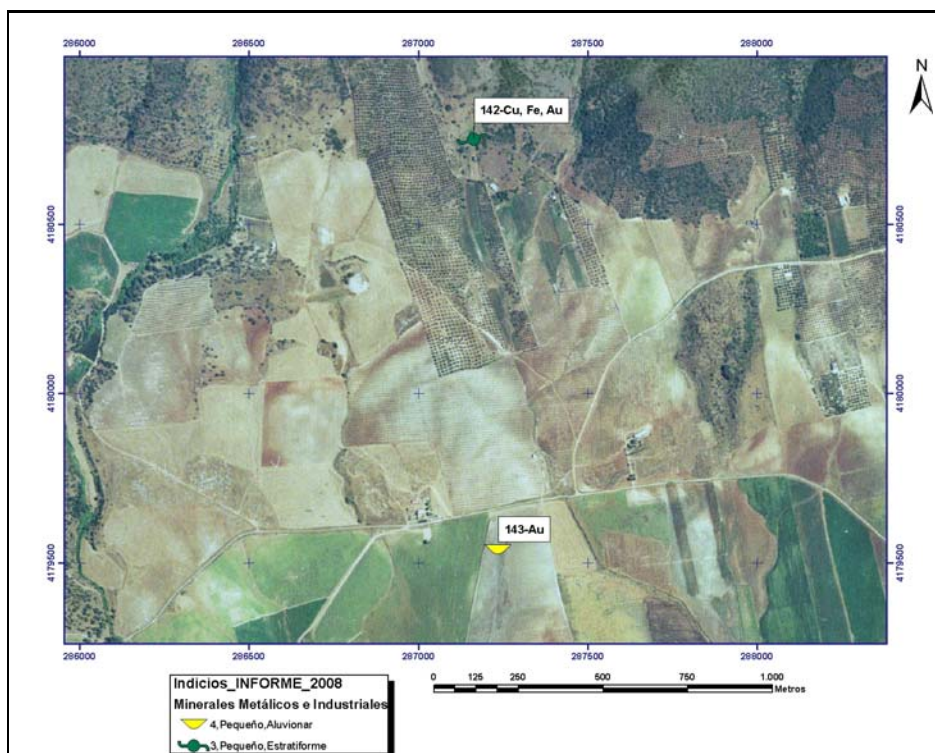 286000 286500 287000 287500 288000
N
142-Cu, Fe, Au
4180500 4180500
4180000 4180000
143-Au
4179500 4179500
286000 286500 287000 287500 288000
Indicios_INFORME_2008
Minerales Metálicos e Industriales
4,Pequeño,Aluvionar
3,Pequeño,Estratiforme
0 125 250 500 750 1.000
Metros